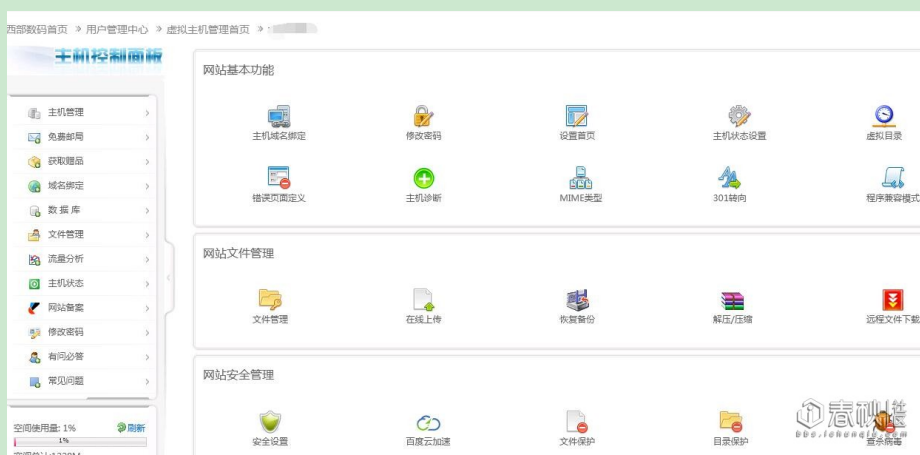 西部数码首页 » 用户管理中心 » 虚拟主机管理首页 »
主机控制面板
主机管理
免费邮局
获取赠品
域名绑定
数 据 库
文件管理
流量分析
主机状态
网站备案
修改密码
有问必答
常见问题
空间使用量: 1% 刷新
1%
网站基本功能
主机域名绑定 修改密码 设置首页 主机状态设置 虚拟目录
错误页面定义 主机诊断 MIME类型 301转向 程序兼容模式
网站文件管理
文件管理 在线上传 恢复备份 解压/压缩 远程文件下载
网站安全管理
安全设置 百度云加速 文件保护 目录保护 查杀病毒
春秋社
bbs.ichunqiu.com